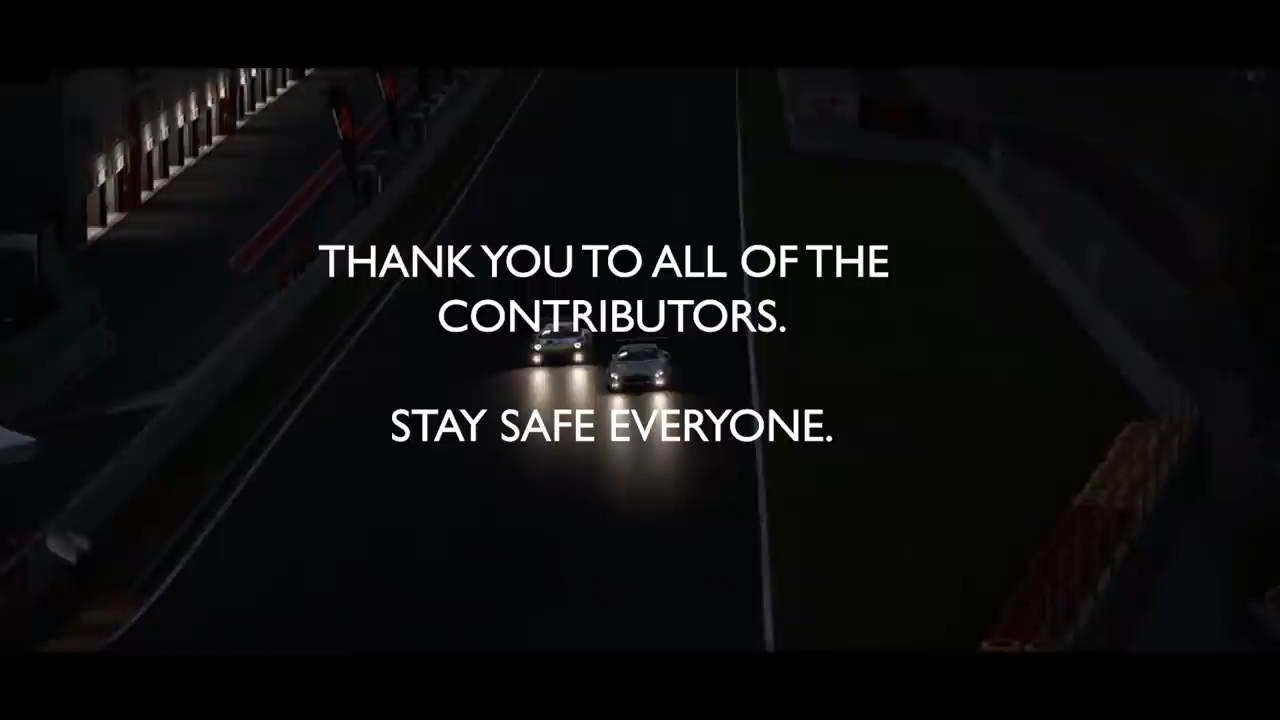 THANK YOU TO ALL OF THE
CONTRIBUTORS.
STAY SAFE EVERYONE.